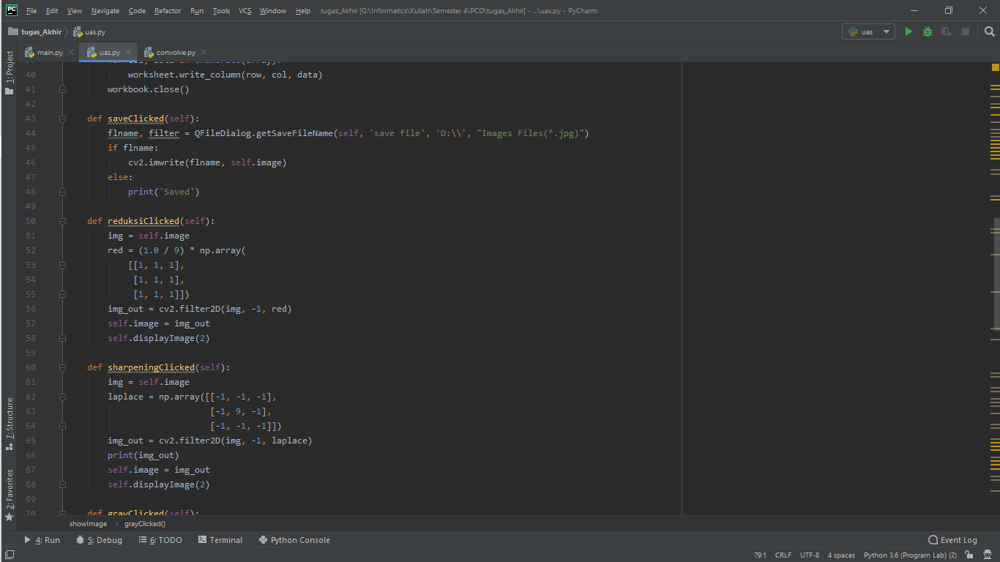 File Edit View Navigate Code Refactor Run Tools VCS Window Help tugas_Akhir [G:\Informatics\Kuliah\Semester 4\PCD\tugas_Akhir] - ...\uas.py - PyCharm
tugas_Akhir uas.py uas
main.py uas.py convolve.py
1: Project
40 worksheet.write_column(row, col, data)
41 workbook.close()
42
43 def saveClicked(self):
44 flname, filter = QFileDialog.getSaveFileName(self, 'save file', 'D:\\', "Images Files(*.jpg)")
45 if flname:
46 cv2.imwrite(flname, self.image)
47 else:
48 print('Saved')
49
50 def reduksiClicked(self):
51 img = self.image
52 red = (1.0 / 9) * np.array(
53 [[1, 1, 1],
54 [1, 1, 1],
55 [1, 1, 1]])
56 img_out = cv2.filter2D(img, -1, red)
57 self.image = img_out
58 self.displayImage(2)
59
60 def sharpeningClicked(self):
61 img = self.image
62 laplace = np.array([[-1, -1, -1],
63 [-1, 9, -1],
64 [-1, -1, -1]])
65 img_out = cv2.filter2D(img, -1, laplace)
66 print(img_out)
67 self.image = img_out
68 self.displayImage(2)
69
70 def grayClicked(self):
7: Structure
2: Favorites
showImage grayClicked()
4: Run 5: Debug 6: TODO Terminal Python Console Event Log
79:1 CRLF UTF-8 4 spaces Python 3.6 (Program Lab) (2)